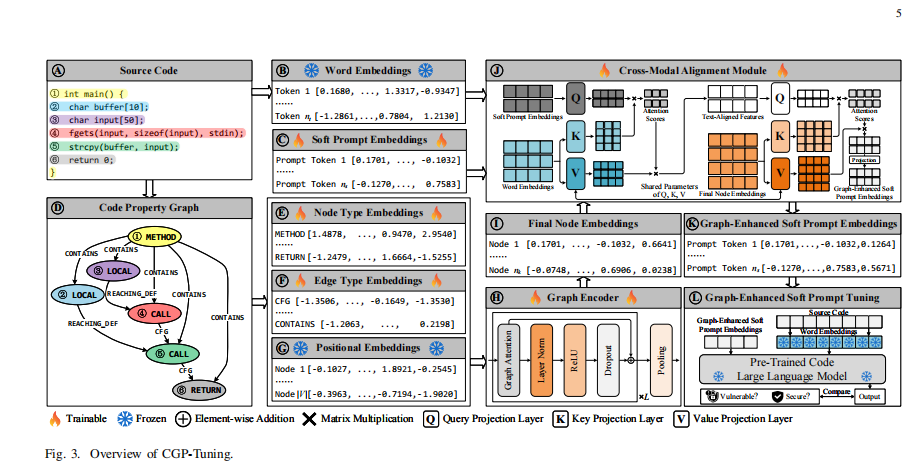 5
Ⓐ Source Code
① int main() {
② char buffer[10];
③ char input[50];
④ fgets(input, sizeof(input), stdin);
⑤ strcpy(buffer, input);
⑥ return 0;
}
Ⓑ Word Embeddings
Token 1 [0.1680, ..., 1.3317,-0.9347]
......
Token nₜ [-1.2861,...,0.7804, 1.2130]
Ⓒ Soft Prompt Embeddings
Prompt Token 1 [0.1701, ..., -0.1032]
......
Prompt Token nₛ [-0.1270,..., 0.7583]
Ⓓ Code Property Graph
① METHOD
CONTAINS
CONTAINS
③ LOCAL
CONTAINS
② LOCAL
REACHING_DEF
CONTAINS
④ CALL
CONTAINS
REACHING_DEF
CFG
⑤ CALL
CFG
⑥ RETURN
Ⓔ Node Type Embeddings
METHOD [1.4878, ..., 0.9470, 2.9540]
......
RETURN [-1.2479, ..., 1.6664,-1.5255]
Ⓕ Edge Type Embeddings
CFG [-1.3506, ..., -0.1649, -1.3530]
......
CONTAINS [-1.2063, ..., 0.2198]
Ⓖ Positional Embeddings
Node 1 [-0.1027, ..., 1.8921,-0.2545]
......
Node|V|[-0.3963, ...,-0.7194,-1.9020]
Ⓙ Cross-Modal Alignment Module
Soft Prompt Embeddings
Q
K
V
Word Embeddings
Attention
Scores
Shared Parameters
of Q, K, V
Text-Aligned Features
Q
K
V
Final Node Embeddings
Attention
Scores
Projection
Graph-Enhanced Soft
Prompt Embeddings
Ⓘ Final Node Embeddings
Node 1 [0.1701, ..., -0.1032, 0.6641]
......
[-0.0748, ..., 0.6906, 0.0238]
Ⓚ Graph-Enhanced Soft Prompt Embeddings
Prompt Token 1 [0.1701,...,-0.1032,0.1264]
......
Prompt Token nₛ [-0.1270,...,0.7583,0.5671]
Ⓗ Graph Encoder
Graph Attention
Layer Norm
ReLU
Dropout
×L
Pooling
Ⓛ Graph-Enhanced Soft Prompt Tuning
Graph-Enhanced Soft
Prompt Embeddings
Source Code
Word Embeddings
Pre-Trained Code
Large Language Model
Vulnerable?
Secure?
Compare
Output
Trainable
Frozen
Element-wise Addition
Matrix Multiplication
Q Query Projection Layer
K Key Projection Layer
V Value Projection Layer
Fig. 3. Overview of CGP-Tuning.